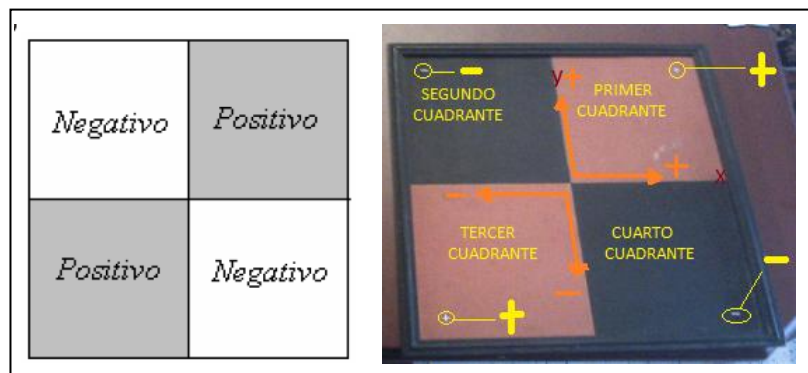 Negativo
Positivo
Positivo
Negativo
-
-
y+
PRIMER
CUADRANTE
+
+
SEGUNDO
CUADRANTE
+
x
-
TERCER
CUADRANTE
CUARTO
CUADRANTE
-
-
+
+
-